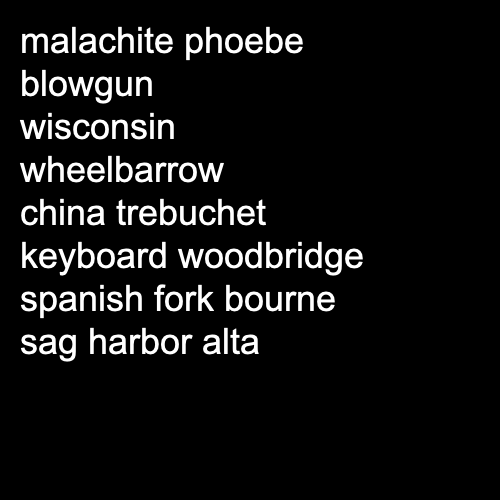 malachite phoebe
blowgun
wisconsin
wheelbarrow
china trebuchet
keyboard woodbridge
spanish fork bourne
sag harbor alta